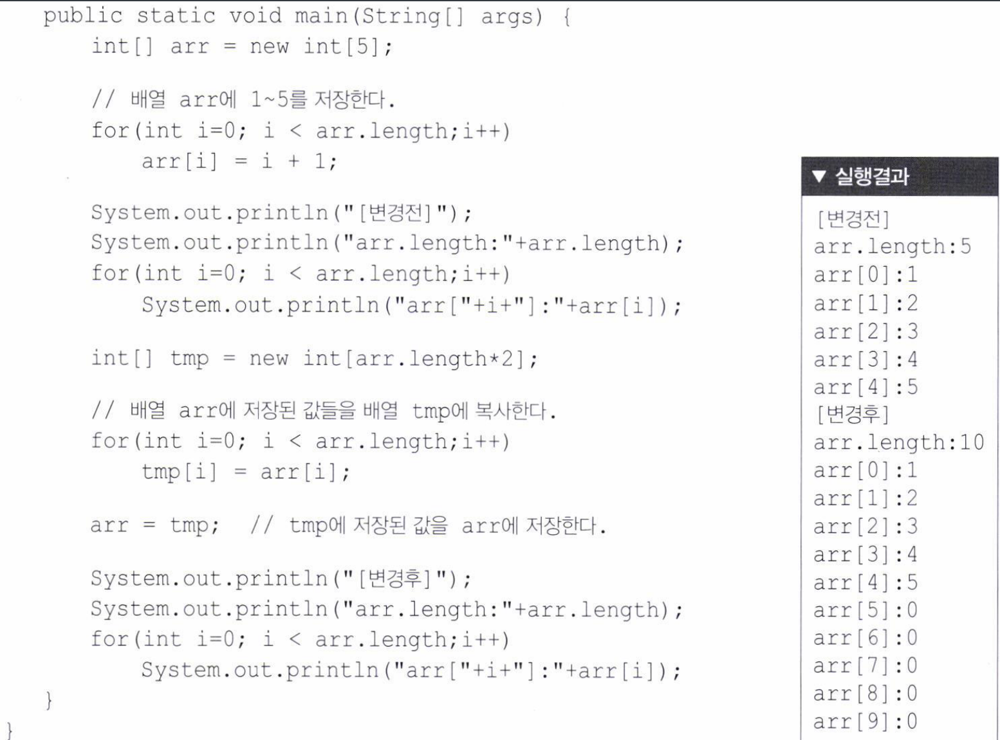 public static void main(String[] args) {
int[] arr = new int[5];
// 배열 arr에 1~5를 저장한다.
for(int i=0; i < arr.length;i++)
arr[i] = i + 1;
System.out.println("[변경전]");
System.out.println("arr.length:"+arr.length);
for(int i=0; i < arr.length;i++)
System.out.println("arr["+i+"]:"+arr[i]);
int[] tmp = new int[arr.length*2];
// 배열 arr에 저장된 값들을 배열 tmp에 복사한다.
for(int i=0; i < arr.length;i++)
tmp[i] = arr[i];
arr = tmp; // tmp에 저장된 값을 arr에 저장한다.
System.out.println("[변경후]");
System.out.println("arr.length:"+arr.length);
for(int i=0; i < arr.length;i++)
System.out.println("arr["+i+"]:"+arr[i]);
}
}
▼ 실행결과
[변경전]
arr.length:5
arr[0]:1
arr[1]:2
arr[2]:3
arr[3]:4
arr[4]:5
[변경후]
arr.length:10
arr[0]:1
arr[1]:2
arr[2]:3
arr[3]:4
arr[4]:5
arr[5]:0
arr[6]:0
arr[7]:0
arr[8]:0
arr[9]:0